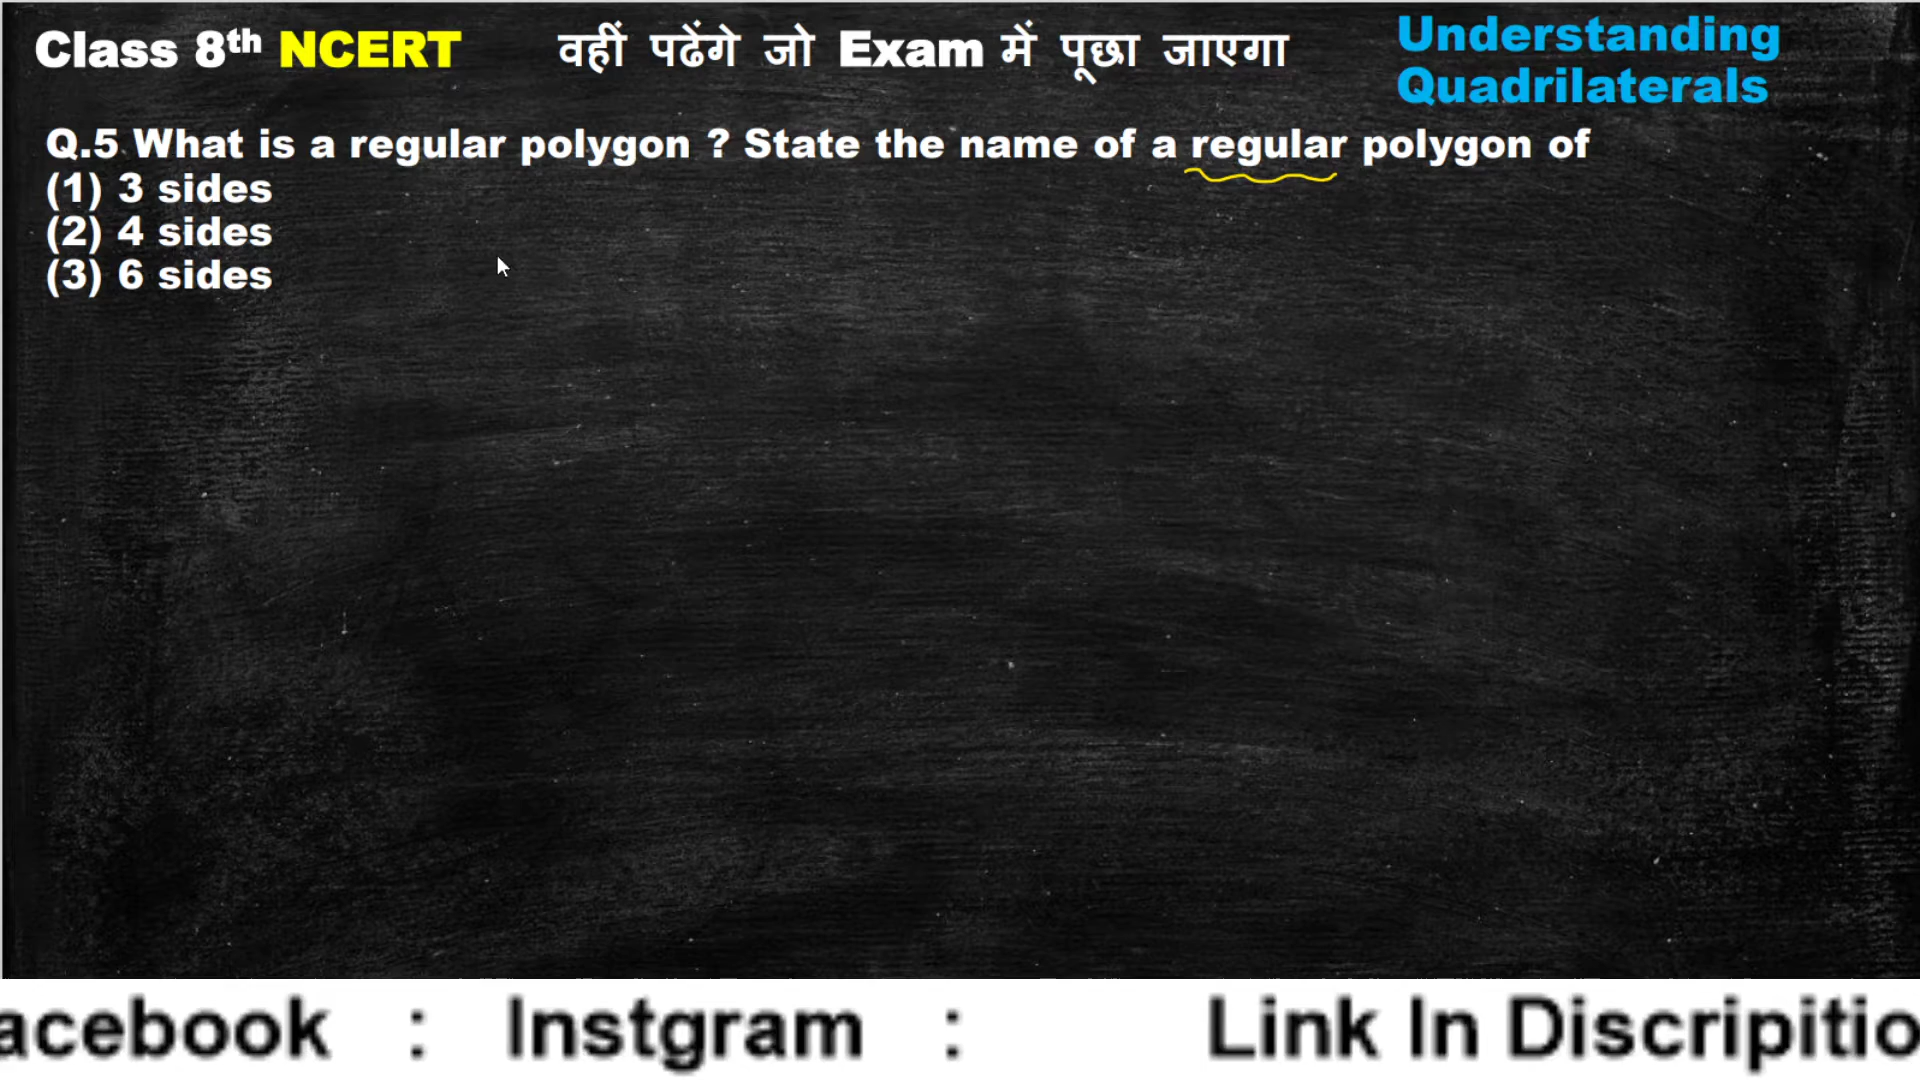 Class 8th NCERT वहीं पढेंगे जो Exam में पूछा जाएगा
Understanding
Quadrilaterals
Q.5 What is a regular polygon ? State the name of a regular polygon of
(1) 3 sides
(2) 4 sides
(3) 6 sides
acebook : Instgram : Link In Discripitio